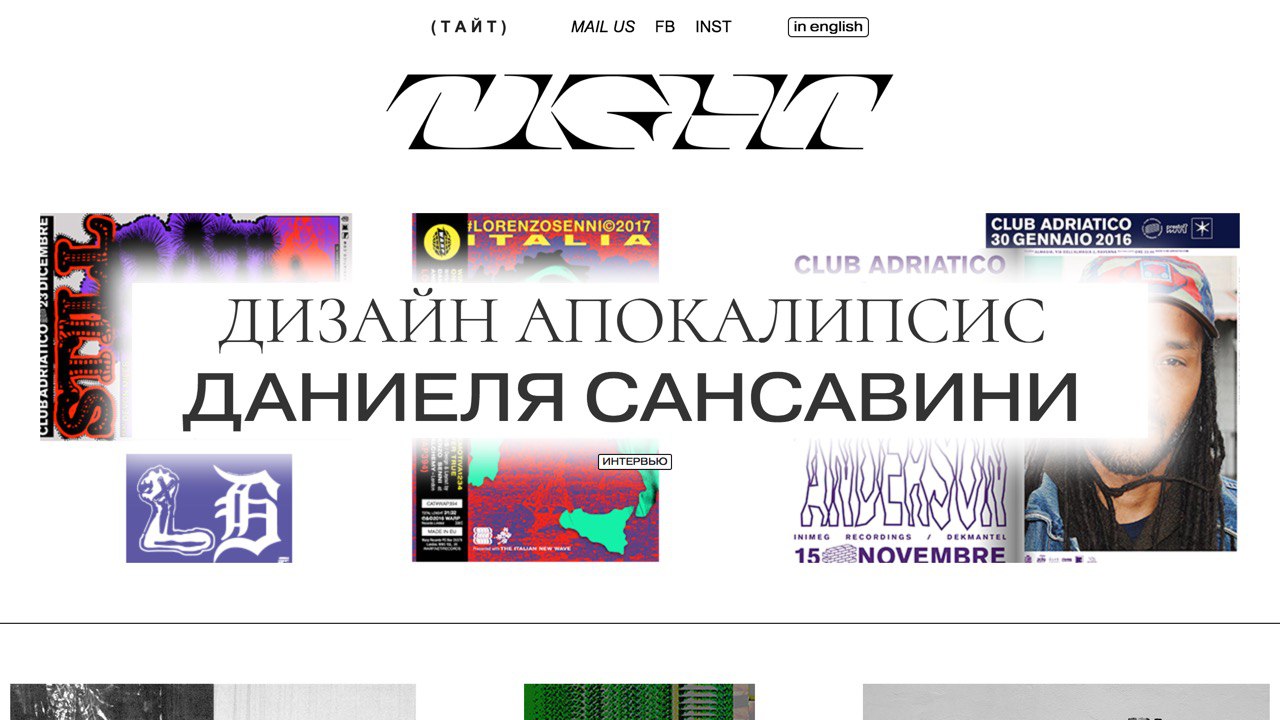 (ТАЙТ)
MAIL US FB INST
in english
TIGHT
CLUB ADRIATICO 23 DICEMBRE
STILL
#LORENZOSENNI©2017
ITALIA
CLUB ADRIATICO
30 GENNAIO 2016
CLUB ADRIATICO
ДИЗАЙН АПОКАЛИПСИС
ДАНИЕЛЯ САНСАВИНИ
ИНТЕРВЬЮ
MADE IN EU
Recorded with THE ITALIAN NEW WAVE
ANDERSON
INIMEG RECORDINGS / DEKMANTEL
15 NOVEMBRE